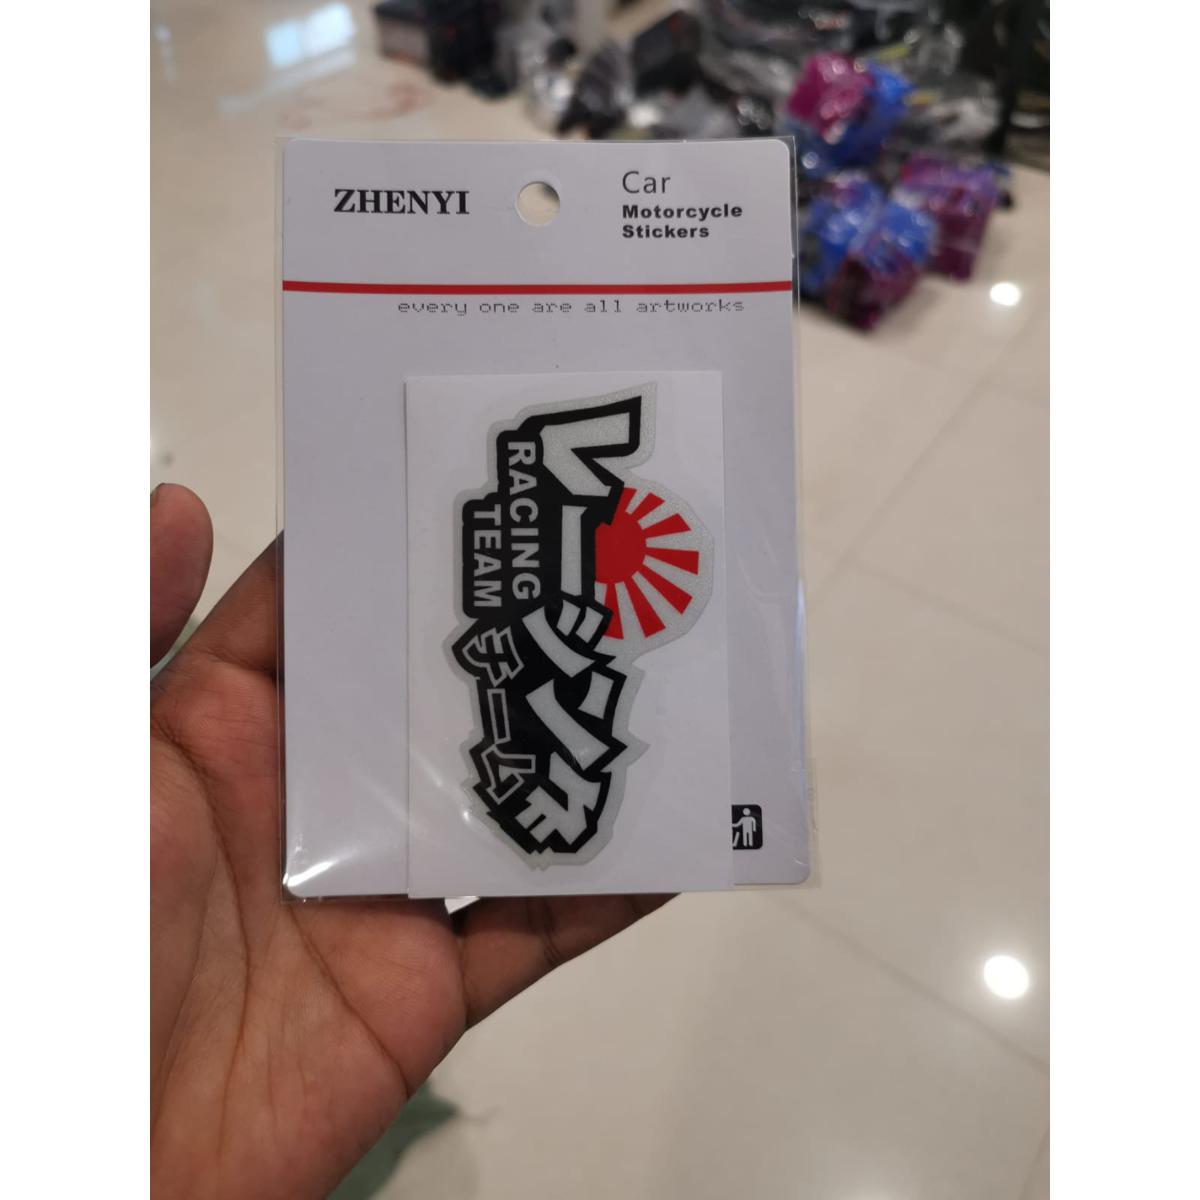 ZHENYI
Car
Motorcycle
Stickers
every one are all artworks
レーシング
RACING
TEAM
チーム